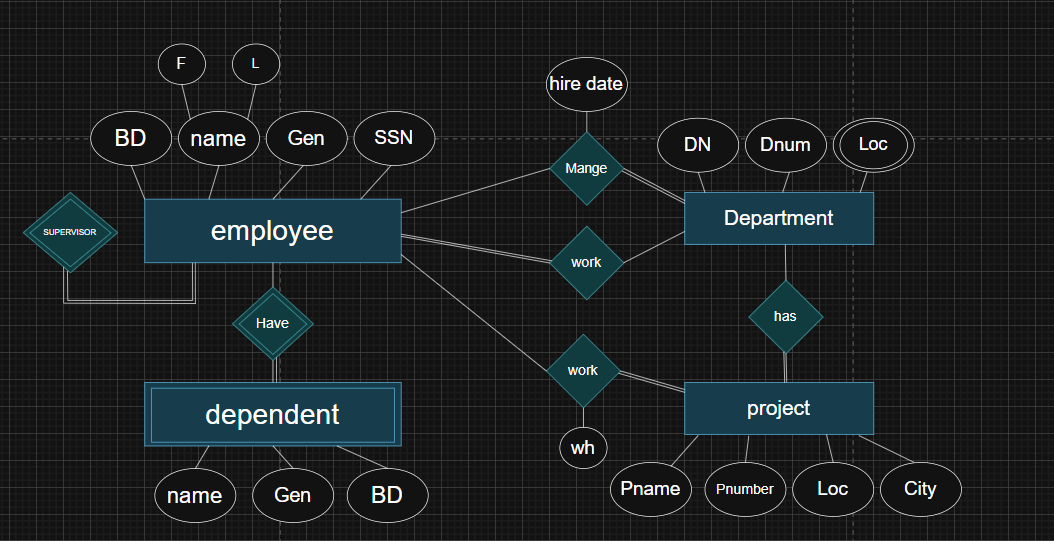 F
L
hire date
BD
name
Gen
SSN
DN
Dnum
Loc
Mange
SUPERVISOR
employee
Department
work
Have
has
work
dependent
project
wh
name
Gen
BD
Pname
Pnumber
Loc
City